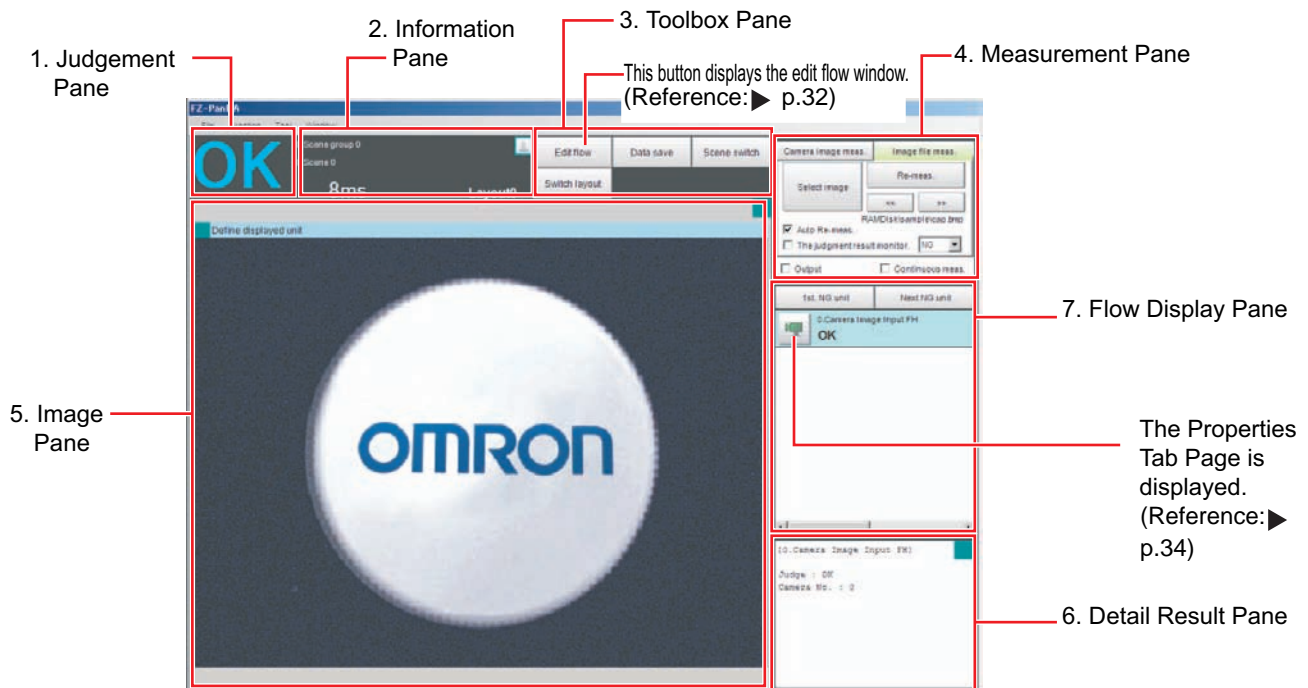 1. Judgement
Pane
2. Information
Pane
3. Toolbox Pane
This button displays the edit flow window.
(Reference:▶ p.32)
4. Measurement Pane
OK
Scene group 0
Scene 0
8ms
Edit flow
Data save
Scene switch
Switch layout
Camera image meas.
Image file meas.
Select image
Re-meas.
<<
>>
RAMDisk\sample\cap.bmp
Auto Re-meas.
The judgment result monitor.
NG
Output
Continuous meas.
Define displayed unit
OMRON
1st. NG unit
Next NG unit
0.Camera Image Input FH
OK
7. Flow Display Pane
5. Image
Pane
The Properties
Tab Page is
displayed.
(Reference:▶
p.34)
[0.Camera Image Input FH]
Judge : OK
Camera No. : 0
6. Detail Result Pane